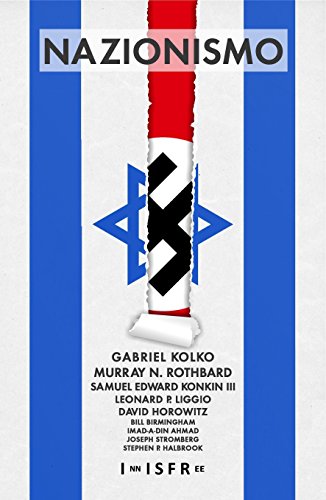 NAZIONISMO
GABRIEL KOLKO
MURRAY N. ROTHBARD
SAMUEL EDWARD KONKIN III
LEONARD P. LIGGIO
DAVID HOROWITZ
BILL BIRMINGHAM
IMAD-A-DIN AHMAD
JOSEPH STROMBERG
STEPHEN P. HALBROOK
INNISFREE